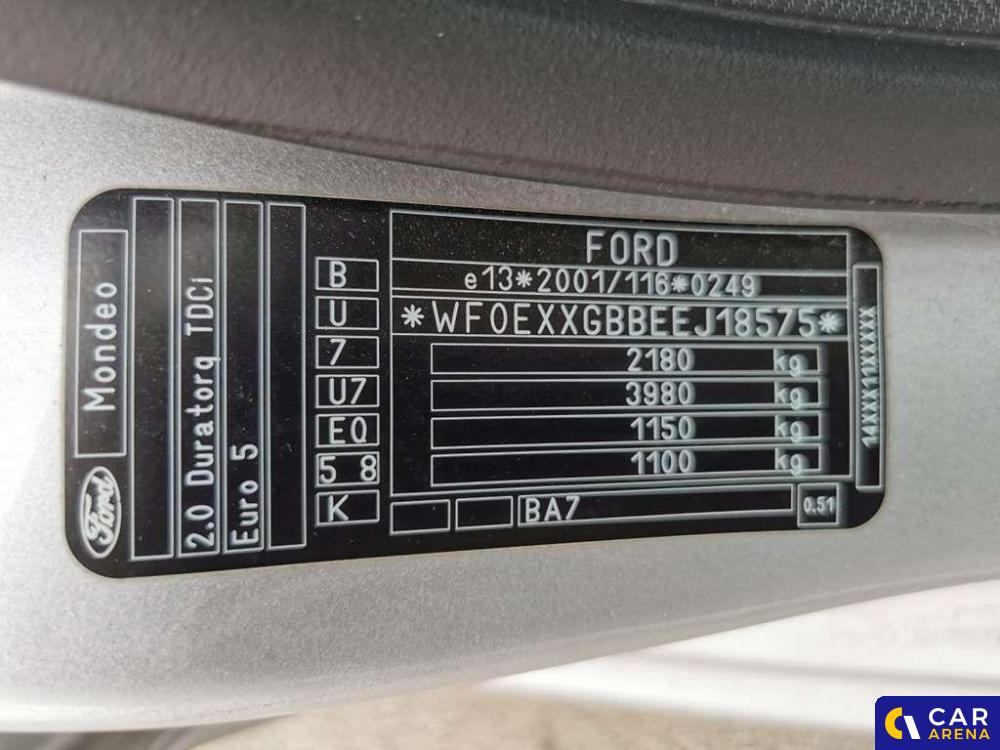 Ford
Mondeo
2.0 Duratorq TDCi
Euro 5
B
U
7
U7
EQ
5 8
K
FORD
e13*2001/116*0249
*WF0EXXGBBEEJ18575*
2180 kg
3980 kg
1150 kg
1100 kg
BA7
0.51
14XXX11XXXXXX
CAR
ARENA